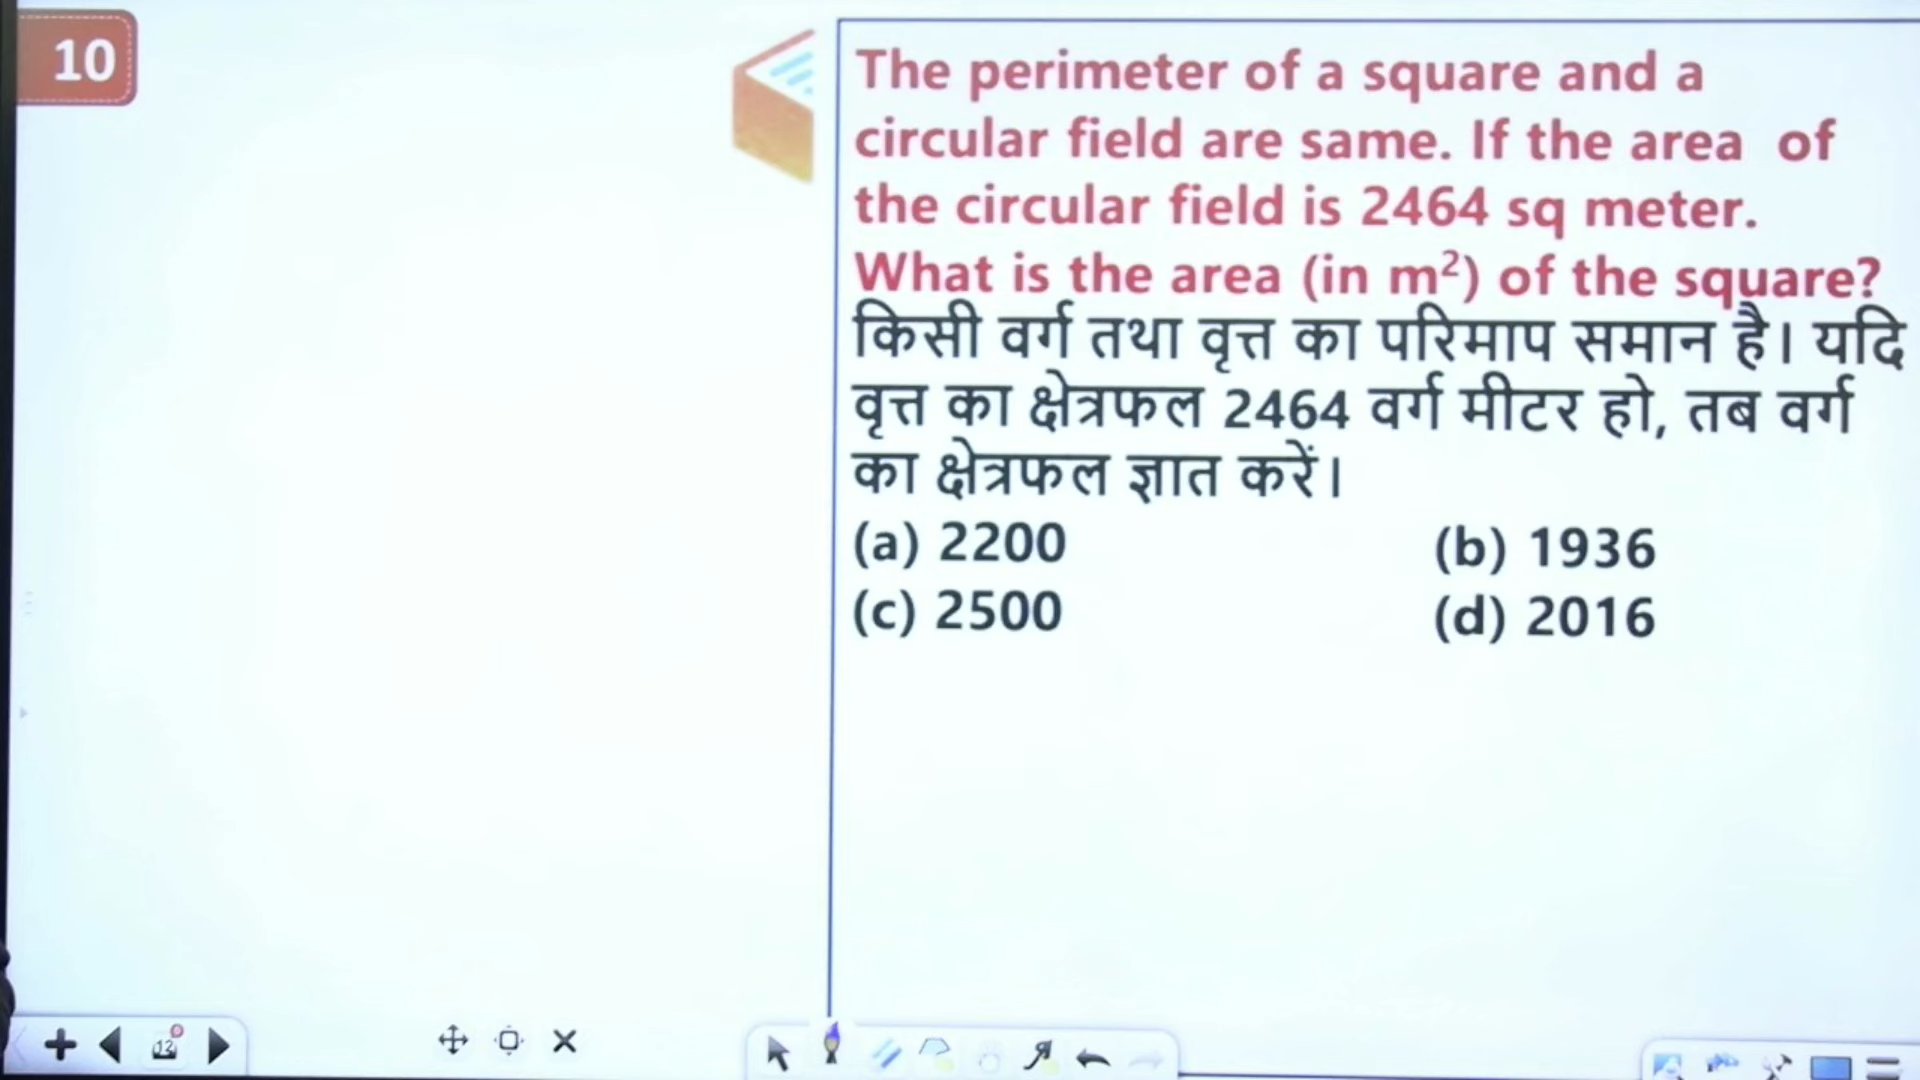 10
The perimeter of a square and a
circular field are same. If the area of
the circular field is 2464 sq meter.
What is the area (in m²) of the square?
किसी वर्ग तथा वृत्त का परिमाप समान है। यदि
वृत्त का क्षेत्रफल 2464 वर्ग मीटर हो, तब वर्ग
का क्षेत्रफल ज्ञात करें।
(a) 2200 (b) 1936
(c) 2500 (d) 2016
12